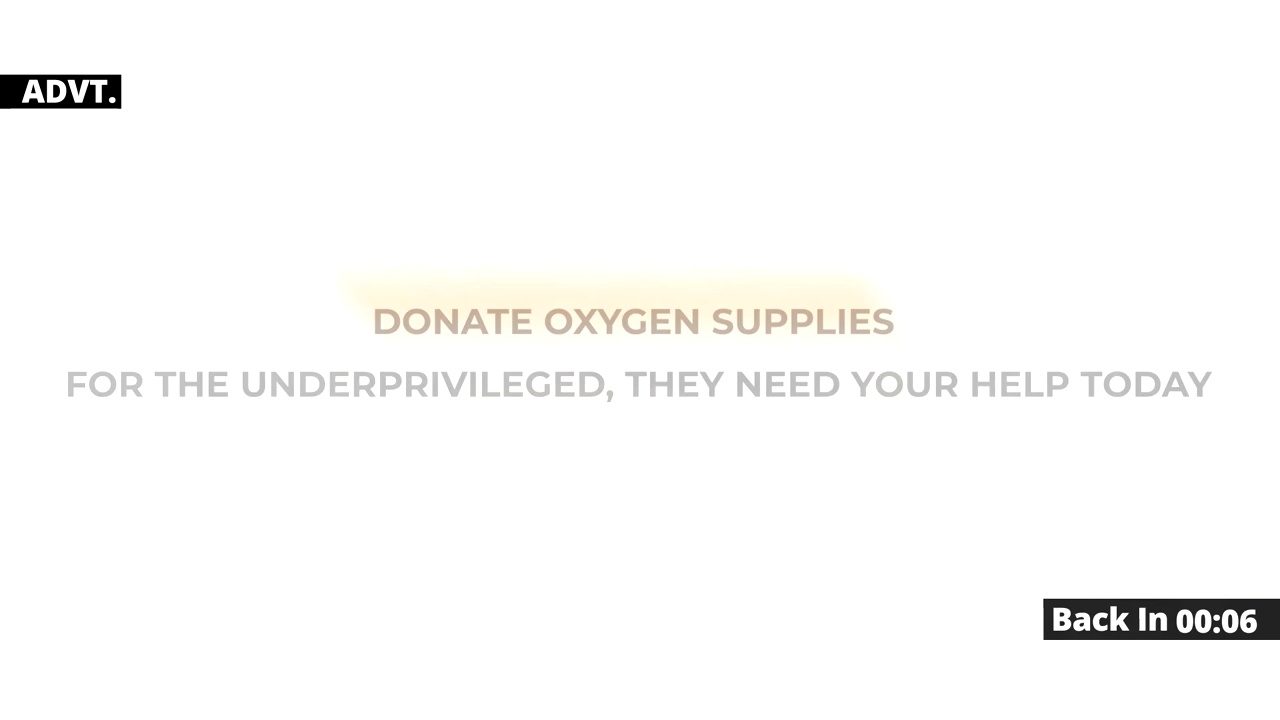 ADVT.
DONATE OXYGEN SUPPLIES
FOR THE UNDERPRIVILEGED, THEY NEED YOUR HELP TODAY
Back In 00:06